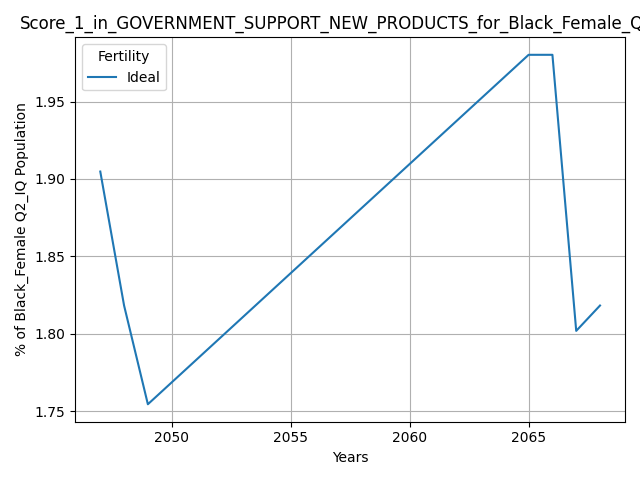 Score_1_in_GOVERNMENT_SUPPORT_NEW_PRODUCTS_for_Black_Female_Q
Fertility
Ideal
% of Black_Female Q2_IQ Population
1.95
1.90
1.85
1.80
1.75
2050
2055
2060
2065
Years